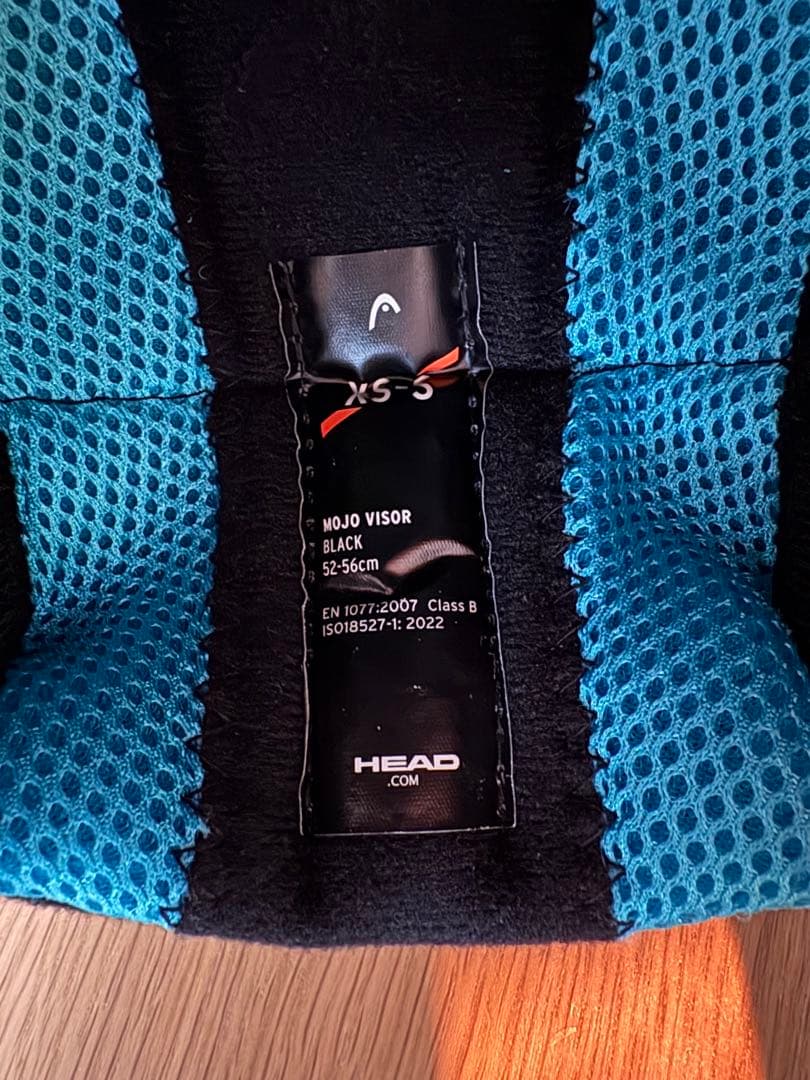 XS-S
MOJO VISOR
BLACK
52-56cm
EN 1077:2007 Class B
ISO18527-1: 2022
HEAD
.COM